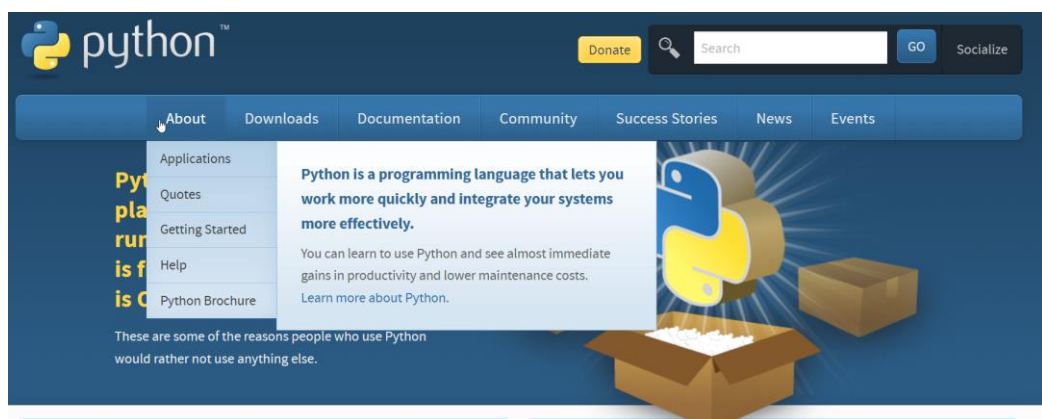 python™
Donate
Search
GO
Socialize
About
Downloads
Documentation
Community
Success Stories
News
Events
Applications
Quotes
Getting Started
Help
Python Brochure
Python is a programming language that lets you
work more quickly and integrate your systems
more effectively.
You can learn to use Python and see almost immediate
gains in productivity and lower maintenance costs.
Learn more about Python.
is f
is
These are some of the reasons people who use Python
would rather not use anything else.